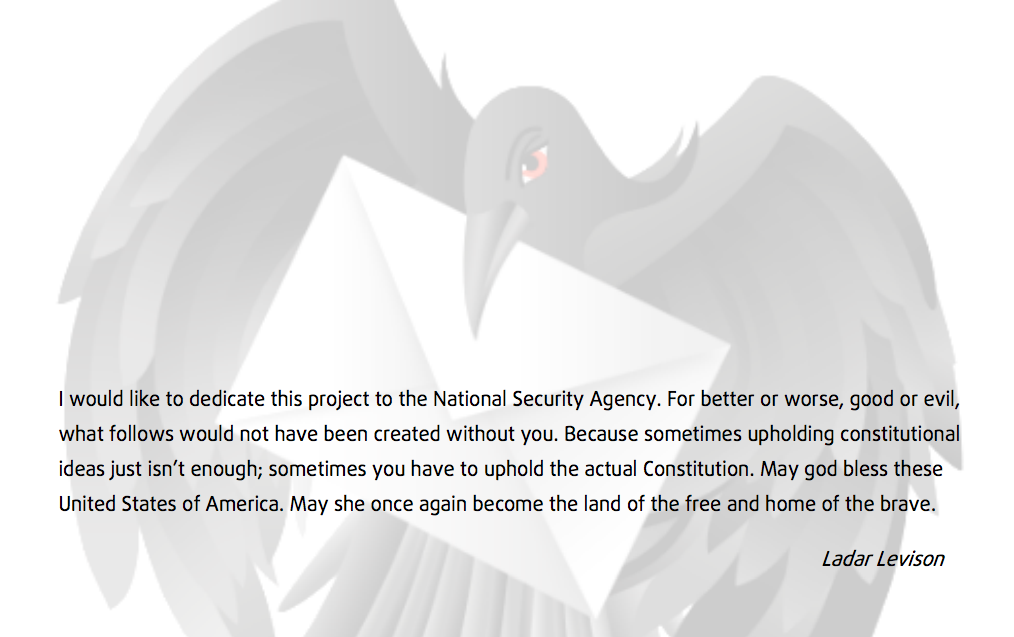 I would like to dedicate this project to the National Security Agency. For better or worse, good or evil,
what follows would not have been created without you. Because sometimes upholding constitutional
ideas just isn’t enough; sometimes you have to uphold the actual Constitution. May god bless these
United States of America. May she once again become the land of the free and home of the brave.
Ladar Levison